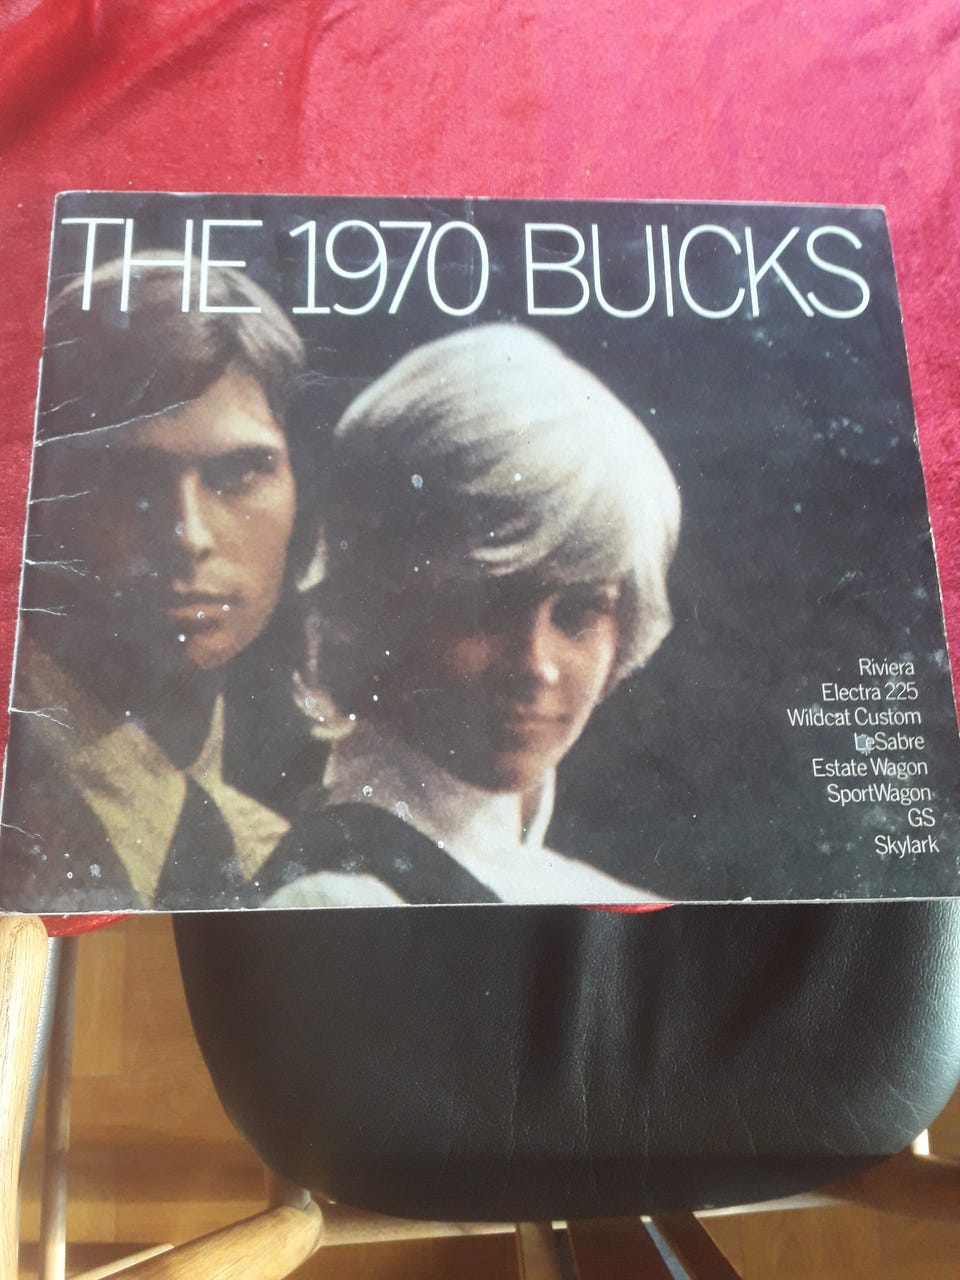 THE 1970 BUICKS
Riviera
Electra 225
Wildcat Custom
LeSabre
Estate Wagon
SportWagon
GS
Skylark